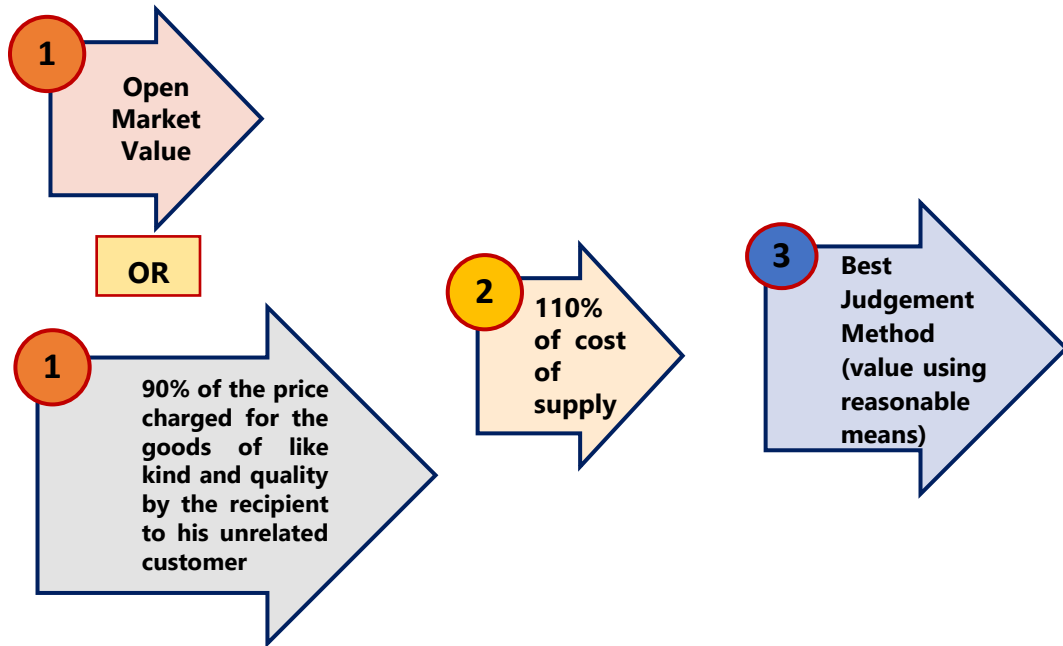 1
Open
Market
Value
OR
1
90% of the price
charged for the
goods of like
kind and quality
by the recipient
to his unrelated
customer
2
110%
of cost
of
supply
3
Best
Judgement
Method
(value using
reasonable
means)